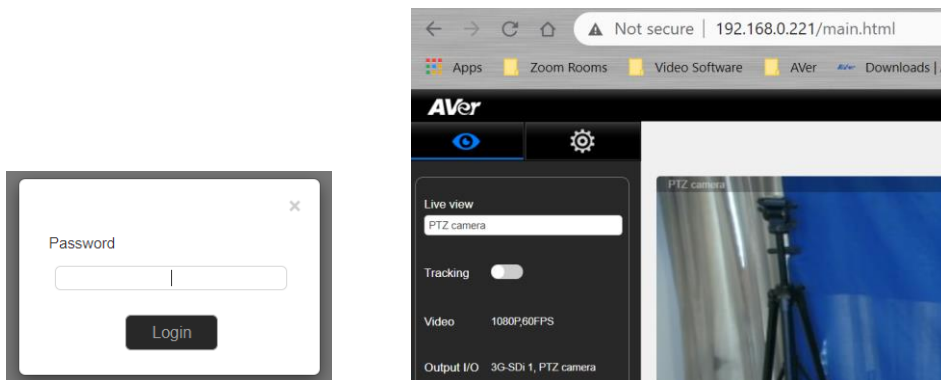 Password
Login
Not secure | 192.168.0.221/main.html
Apps Zoom Rooms Video Software AVer AVer Downloads |
AVer
Live view
PTZ camera
Tracking
Video 1080P,60FPS
Output I/O 3G-SDi 1, PTZ camera
PTZ camera